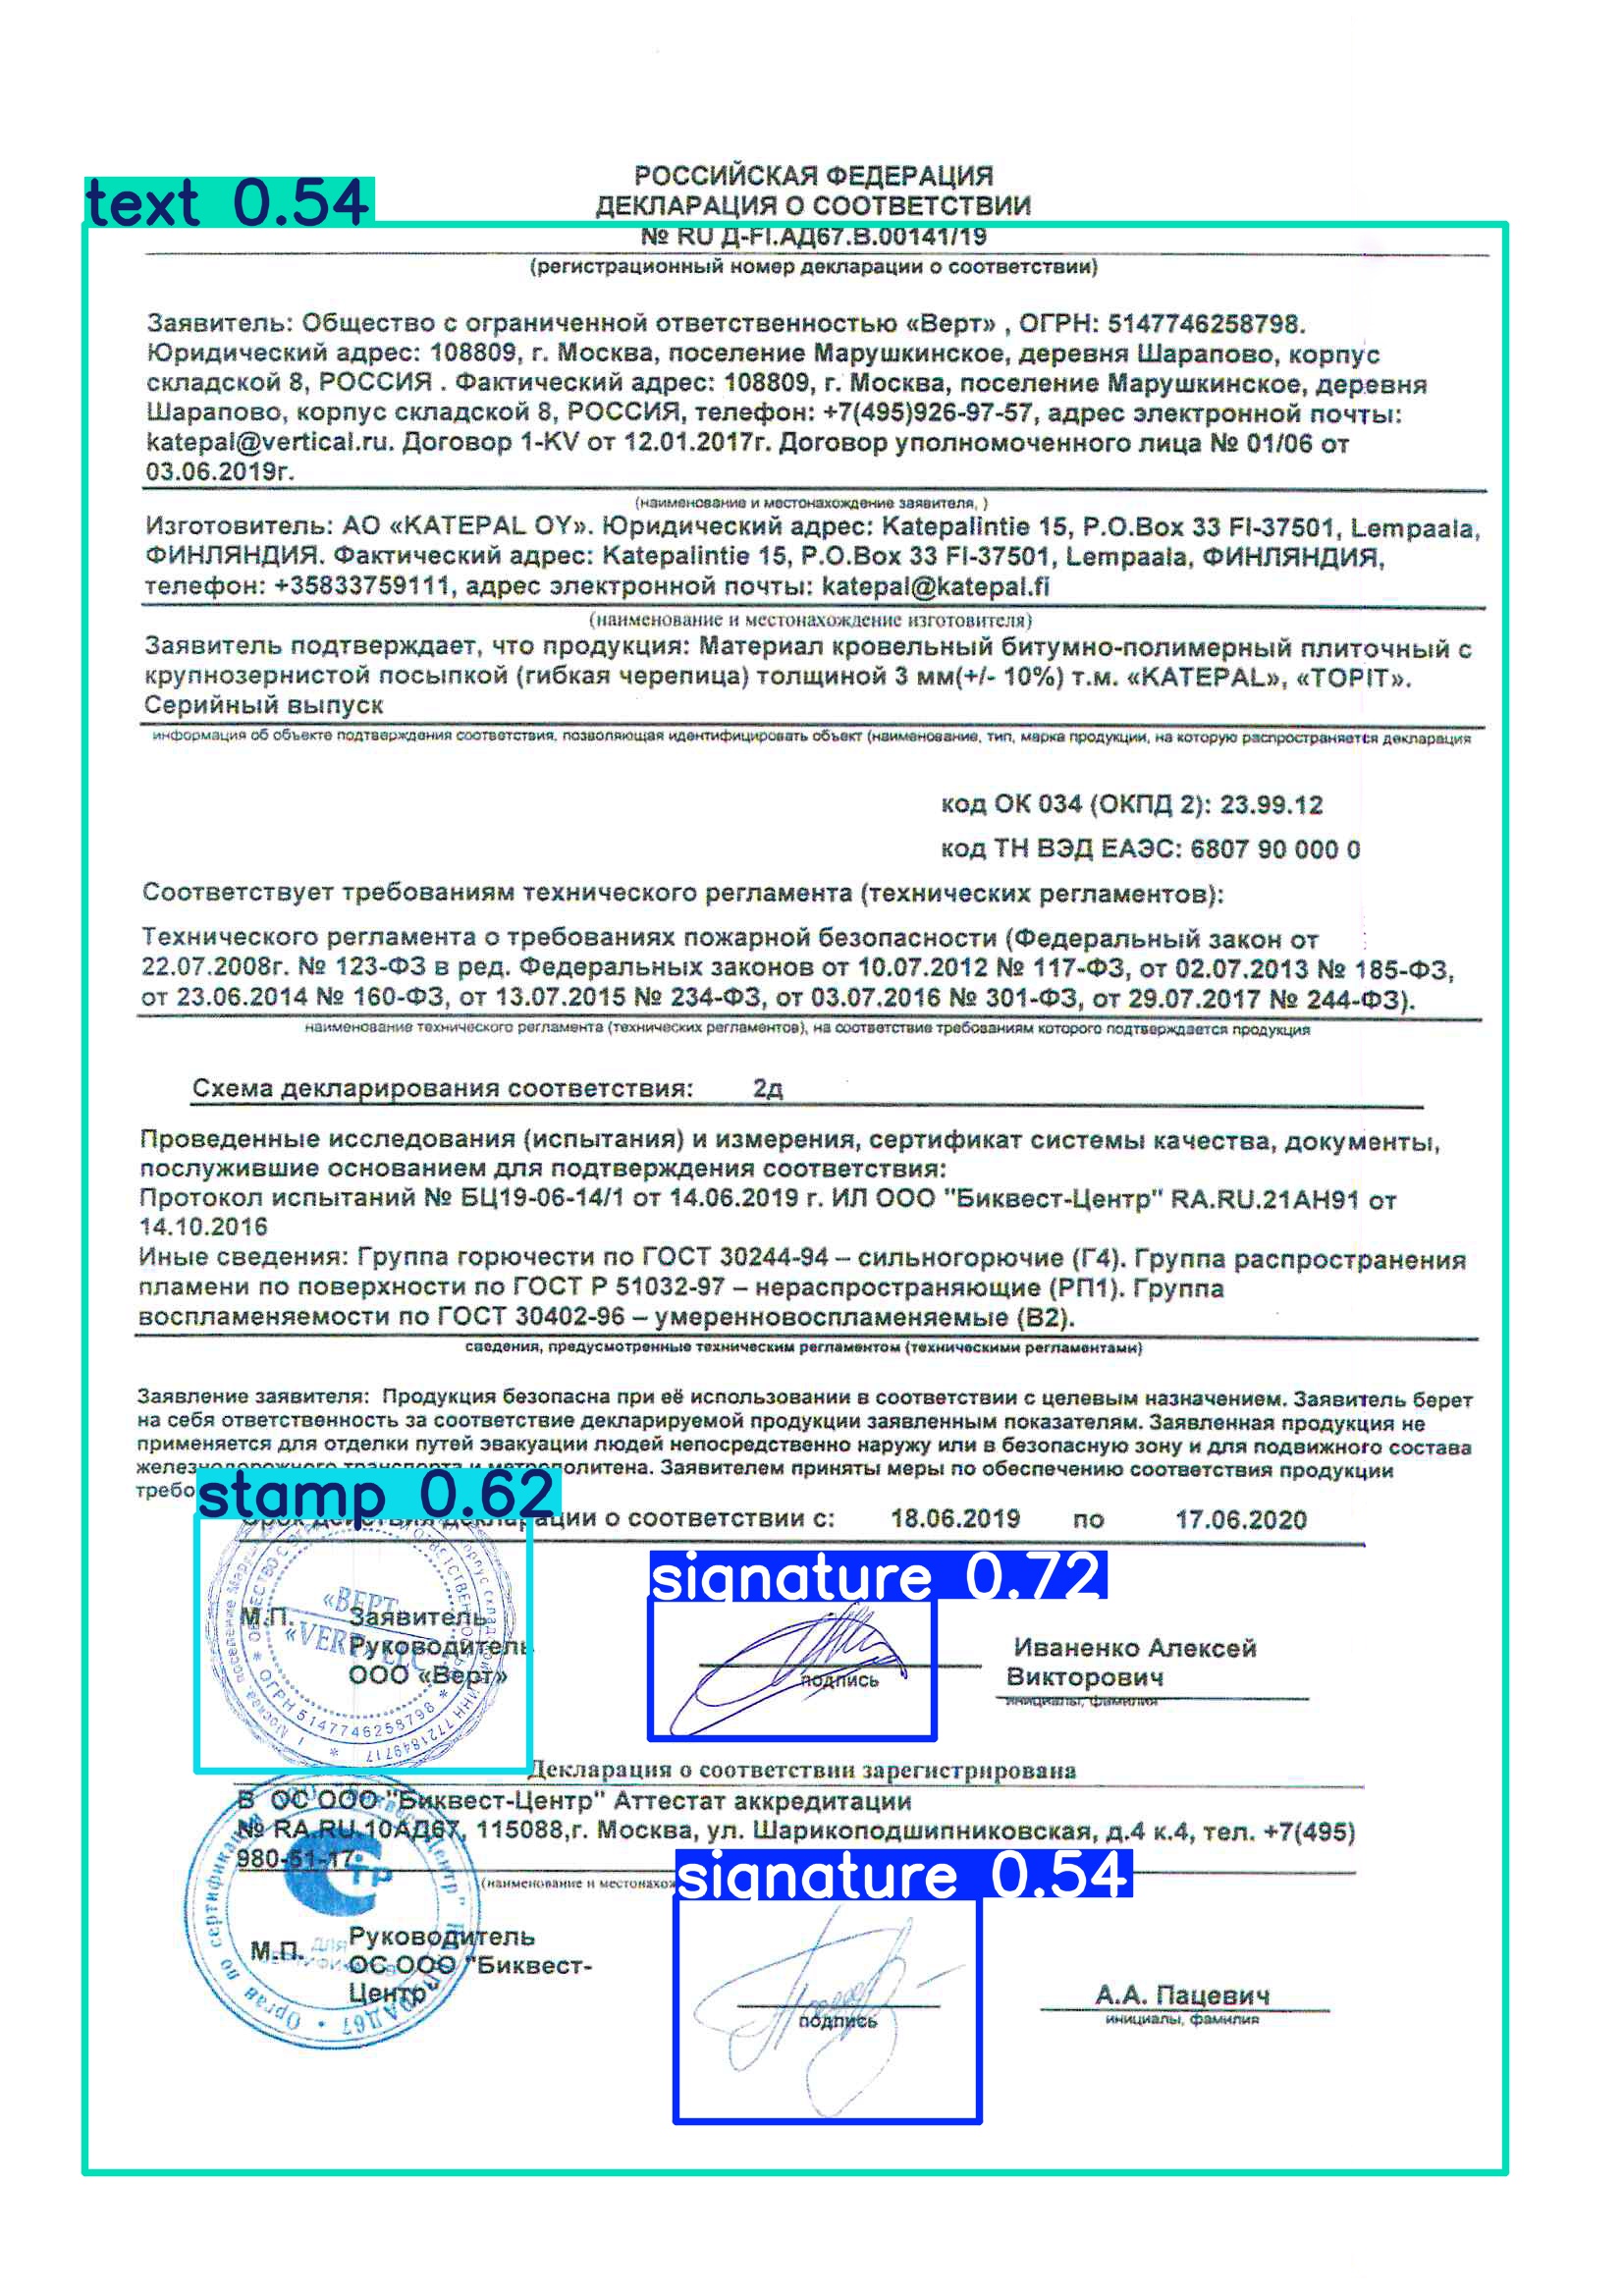 РОССИЙСКАЯ ФЕДЕРАЦИЯ
ДЕКЛАРАЦИЯ О СООТВЕТСТВИИ
text 0.54
№ RU Д-FI.АД67.В.00141/19
(регистрационный номер декларации о соответствии)
Заявитель: Общество с ограниченной ответственностью «Верт» , ОГРН: 5147746258798.
Юридический адрес: 108809, г. Москва, поселение Марушкинское, деревня Шарапово, корпус
складской 8, РОССИЯ . Фактический адрес: 108809, г. Москва, поселение Марушкинское, деревня
Шарапово, корпус складской 8, РОССИЯ, телефон: +7(495)926-97-57, адрес электронной почты:
katepal@vertical.ru. Договор 1-KV от 12.01.2017г. Договор уполномоченного лица № 01/06 от
03.06.2019г.
(наименование и местонахождение заявителя, )
Изготовитель: АО «KATEPAL OY». Юридический адрес: Katepalintie 15, P.O.Box 33 FI-37501, Lempaala,
ФИНЛЯНДИЯ. Фактический адрес: Katepalintie 15, P.O.Box 33 FI-37501, Lempaala, ФИНЛЯНДИЯ,
телефон: +35833759111, адрес электронной почты: katepal@katepal.fi
(наименование и местонахождение изготовителя)
Заявитель подтверждает, что продукция: Материал кровельный битумно-полимерный плиточный с
крупнозернистой посыпкой (гибкая черепица) толщиной 3 мм(+/- 10%) т.м. «KATEPAL», «TOPIT».
Серийный выпуск
информация об объекте подтверждения соответствия, позволяющая идентифицировать объект (наименование, тип, марка продукции, на которую распространяется декларация
код ОК 034 (ОКПД 2): 23.99.12
код ТН ВЭД ЕАЭС: 6807 90 000 0
Соответствует требованиям технического регламента (технических регламентов):
Технического регламента о требованиях пожарной безопасности (Федеральный закон от
22.07.2008г. № 123-ФЗ в ред. Федеральных законов от 10.07.2012 № 117-ФЗ, от 02.07.2013 № 185-ФЗ,
от 23.06.2014 № 160-ФЗ, от 13.07.2015 № 234-ФЗ, от 03.07.2016 № 301-ФЗ, от 29.07.2017 № 244-ФЗ).
наименование технического регламента (технических регламентов), на соответствие требованиям которого подтверждается продукция
Схема декларирования соответствия: 2д
Проведенные исследования (испытания) и измерения, сертификат системы качества, документы,
послужившие основанием для подтверждения соответствия:
Протокол испытаний № БЦ19-06-14/1 от 14.06.2019 г. ИЛ ООО "Биквест-Центр" RA.RU.21АН91 от
14.10.2016
Иные сведения: Группа горючести по ГОСТ 30244-94 – сильногорючие (Г4). Группа распространения
пламени по поверхности по ГОСТ Р 51032-97 – нераспространяющие (РП1). Группа
воспламеняемости по ГОСТ 30402-96 – умеренновоспламеняемые (В2).
сведения, предусмотренные техническим регламентом (техническими регламентами)
Заявление заявителя: Продукция безопасна при её использовании в соответствии с целевым назначением. Заявитель берет
на себя ответственность за соответствие декларируемой продукции заявленным показателям. Заявленная продукция не
применяется для отделки путей эвакуации людей непосредственно наружу или в безопасную зону и для подвижного состава
железнодорожного транспорта и метрополитена. Заявителем приняты меры по обеспечению соответствия продукции
требо
stamp 0.62
Срок действия декларации о соответствии с: 18.06.2019 по 17.06.2020
signature 0.72
«ВЕРТ
«VERT» LLC
ОГРН 5147746258798
ИНН 7721849717
М.П. Заявитель
Руководитель
ООО «Верт»
подпись
Иваненко Алексей
Викторович
инициалы, фамилия
Декларация о соответствии зарегистрирована
В ОС ООО "Биквест-Центр" Аттестат аккредитации
№ RA.RU.10АД67, 115088,г. Москва, ул. Шарикоподшипниковская, д.4 к.4, тел. +7(495)
980-51-17
(наименование и местонахож
signature 0.54
М.П. Руководитель
ОС ООО "Биквест-
Центр"
подпись
А.А. Пацевич
инициалы, фамилия